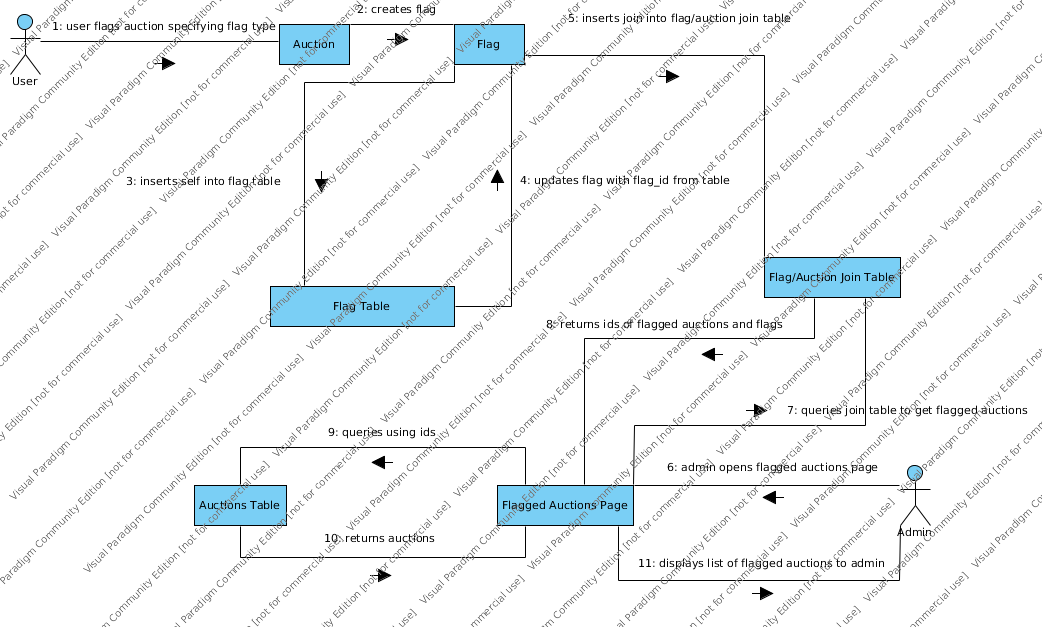 2: creates flag
5: inserts join into flag/auction join table
1: user flags auction specifying flag type
Auction
Flag
User
3: inserts self into flag table
4: updates flag with flag_id from table
Flag/Auction Join Table
Flag Table
8: returns ids of flagged auctions and flags
7: queries join table to get flagged auctions
9: queries using ids
6: admin opens flagged auctions page
Auctions Table
Flagged Auctions Page
Admin
10: returns auctions
11: displays list of flagged auctions to admin
Visual Paradigm Community Edition [not for commercial use]